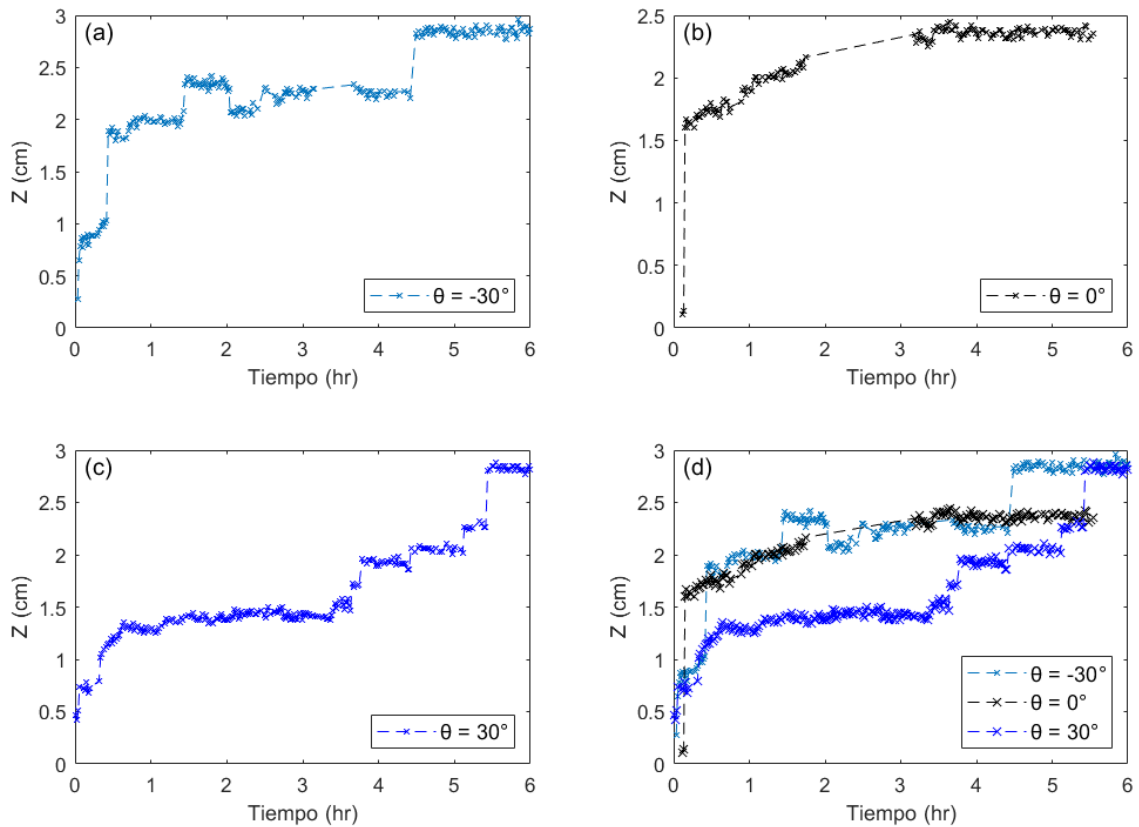 (a)
3
2.5
2
1.5
1
0.5
0
Z (cm)
0 1 2 3 4 5 6
Tiempo (hr)
θ = -30°
(b)
2.5
2
1.5
1
0.5
0
Z (cm)
0 1 2 3 4 5 6
Tiempo (hr)
θ = 0°
(c)
3
2.5
2
1.5
1
0.5
0
Z (cm)
0 1 2 3 4 5 6
Tiempo (hr)
θ = 30°
(d)
3
2.5
2
1.5
1
0.5
0
Z (cm)
0 1 2 3 4 5 6
Tiempo (hr)
θ = -30°
θ = 0°
θ = 30°